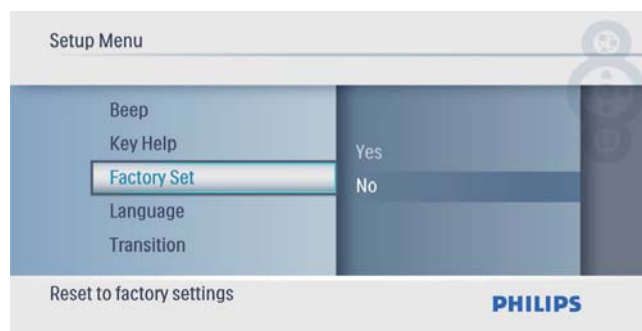 Setup Menu
Beep
Key Help
Factory Set
Language
Transition
Yes
No
Reset to factory settings
PHILIPS